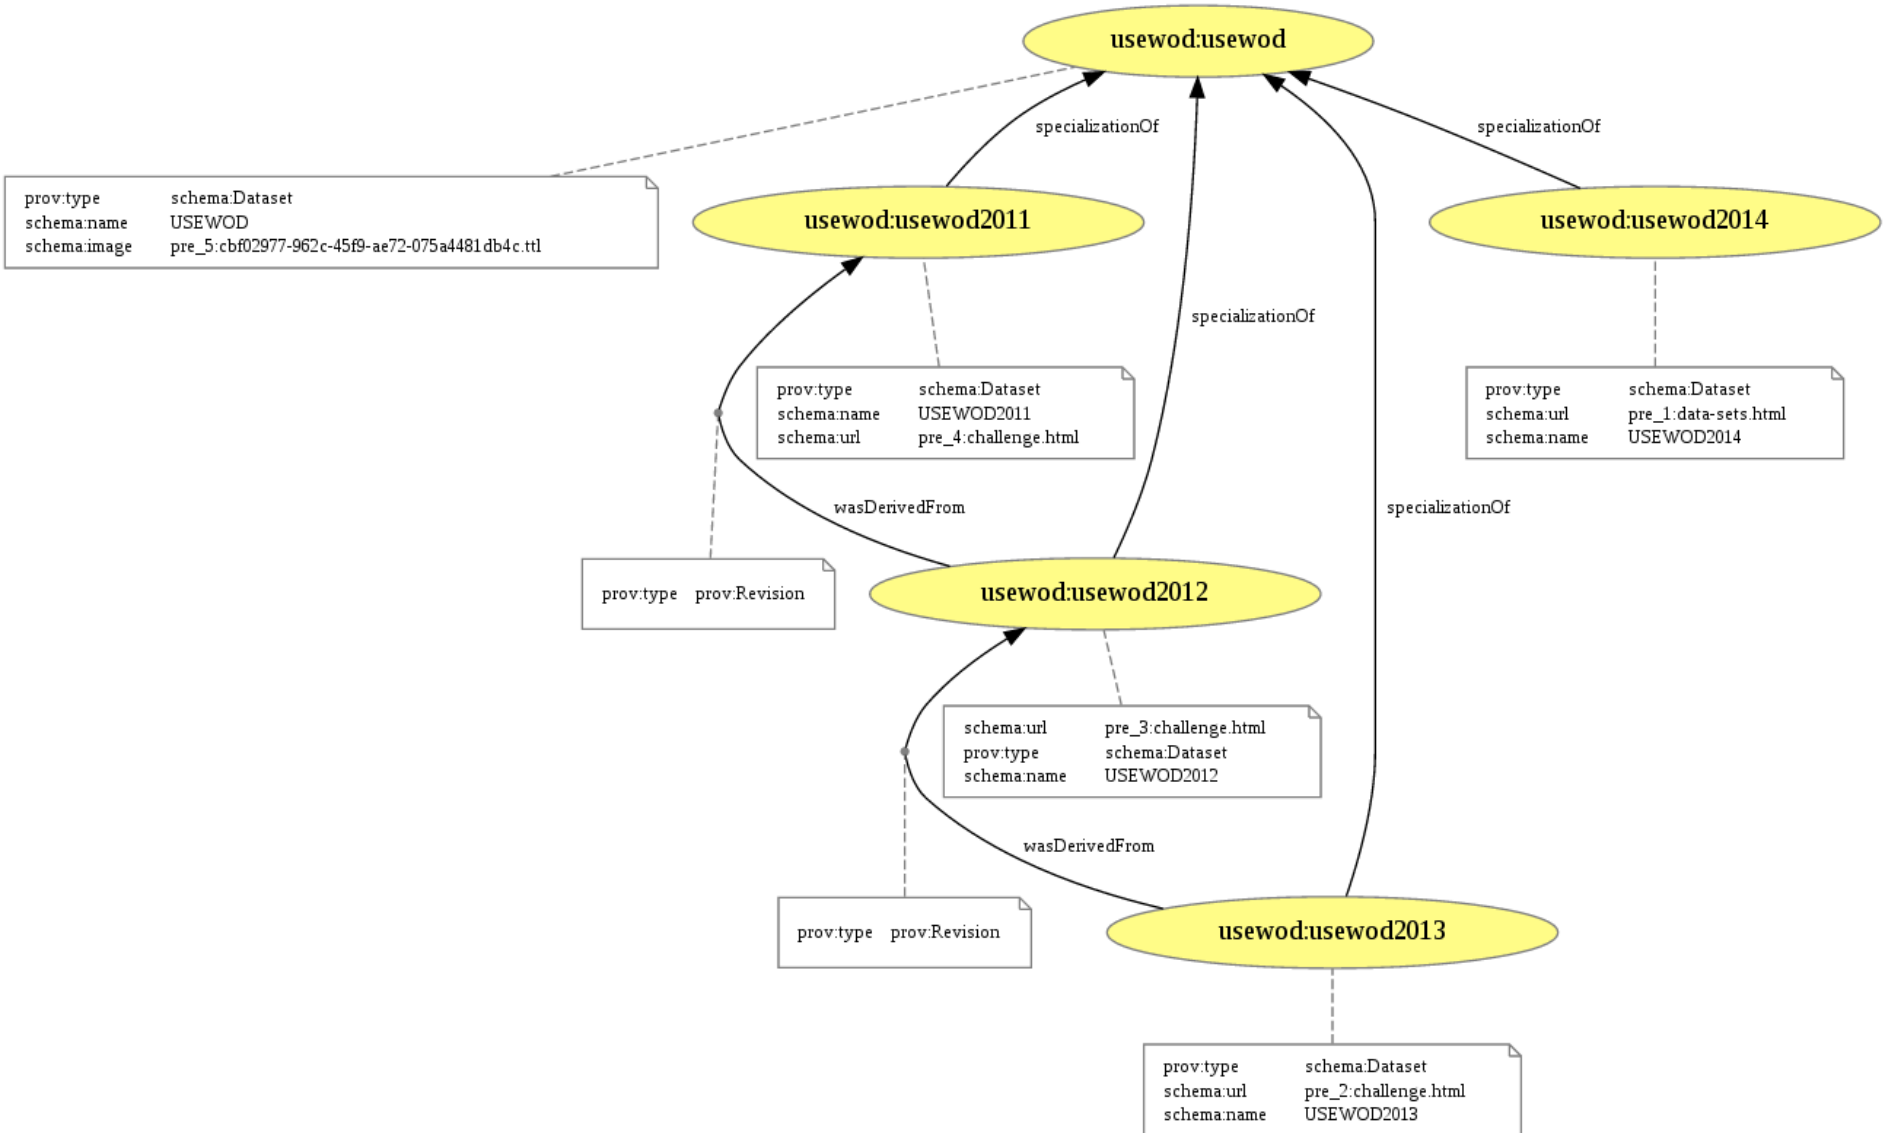 usewod:usewod
specializationOf
specializationOf
prov:type schema:Dataset
schema:name USEWOD
schema:image pre_5:cbf02977-962c-45f9-ae72-075a4481db4c.ttl
usewod:usewod2011
usewod:usewod2014
specializationOf
prov:type schema:Dataset
schema:name USEWOD2011
schema:url pre_4:challenge.html
prov:type schema:Dataset
schema:url pre_1:data-sets.html
schema:name USEWOD2014
wasDerivedFrom
specializationOf
prov:type prov:Revision
usewod:usewod2012
schema:url pre_3:challenge.html
prov:type schema:Dataset
schema:name USEWOD2012
wasDerivedFrom
prov:type prov:Revision
usewod:usewod2013
prov:type schema:Dataset
schema:url pre_2:challenge.html
schema:name USEWOD2013